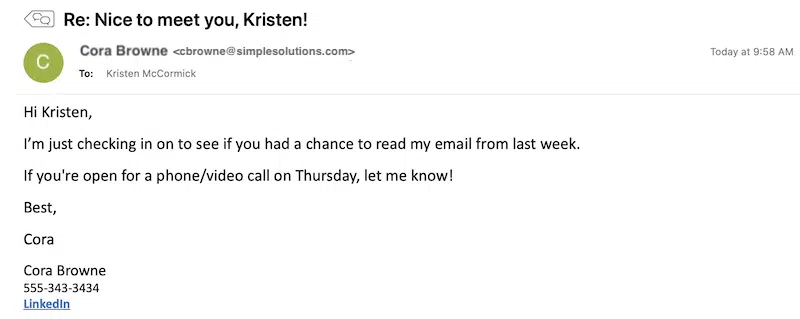 Re: Nice to meet you, Kristen!
C
Cora Browne <cbrowne@simplesolutions.com>
Today at 9:58 AM
To: Kristen McCormick
Hi Kristen,
I’m just checking in on to see if you had a chance to read my email from last week.
If you're open for a phone/video call on Thursday, let me know!
Best,
Cora
Cora Browne
555-343-3434
LinkedIn